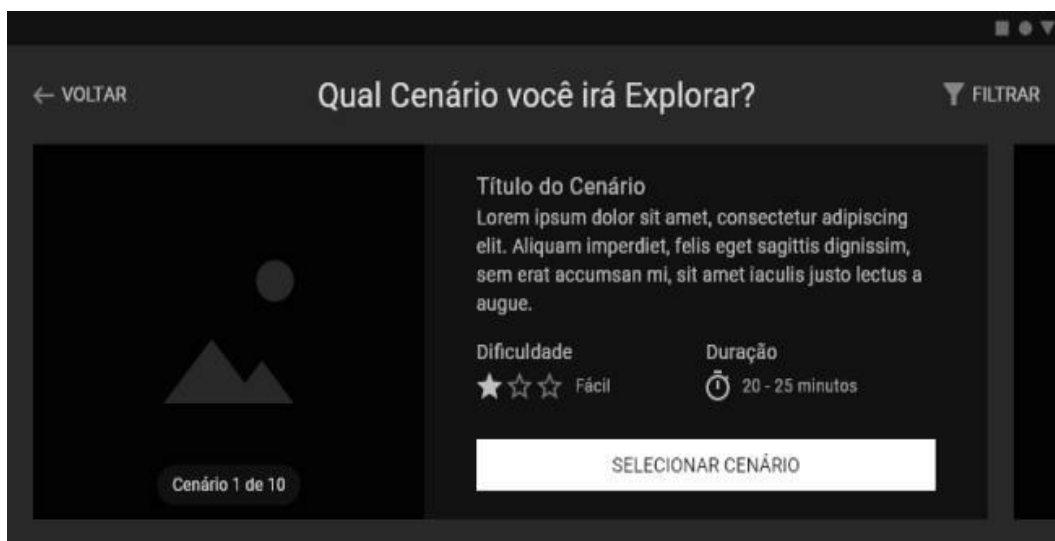 VOLTAR
Qual Cenário você irá Explorar?
FILTRAR
Título do Cenário
Lorem ipsum dolor sit amet, consectetur adipiscing
elit. Aliquam imperdiet, felis eget sagittis dignissim,
sem erat accumsan mi, sit amet iaculis justo lectus a
augue.
Dificuldade
Duração
Fácil
20 - 25 minutos
SELECIONAR CENÁRIO
Cenário 1 de 10